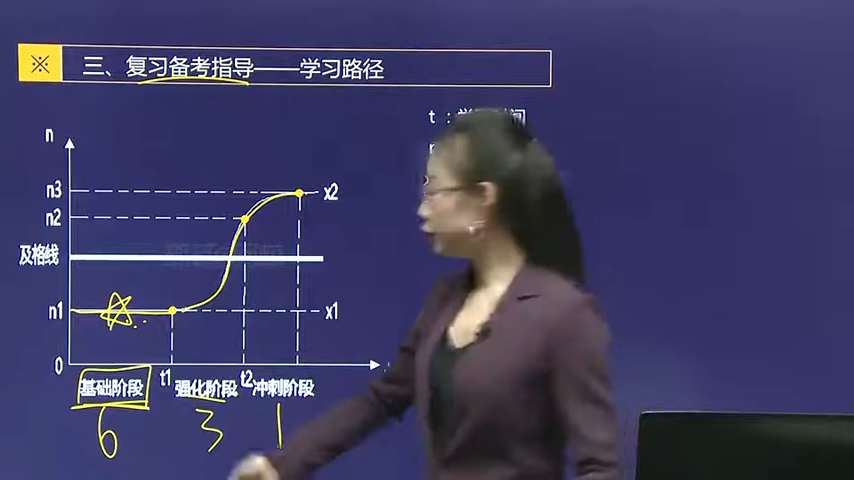 ※ 三、复习备考指导——学习路径
t ：
n
n3
x2
n2
及格线
n1
x1
0
t1
t2
基础阶段
强化阶段
冲刺阶段
6
3
1